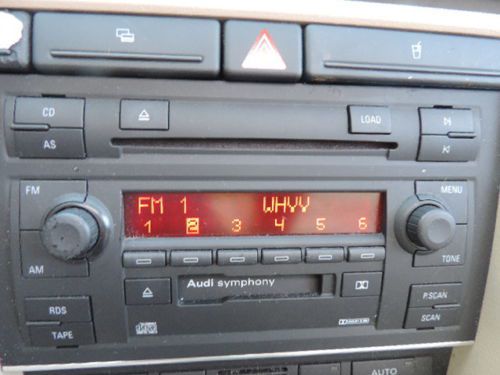 CD
LOAD
AS
FM
MENU
FM 1 WHYY
1 2 3 4 5 6
AM
TONE
Audi symphony
RDS
P.SCAN
TAPE
SCAN
AUTO